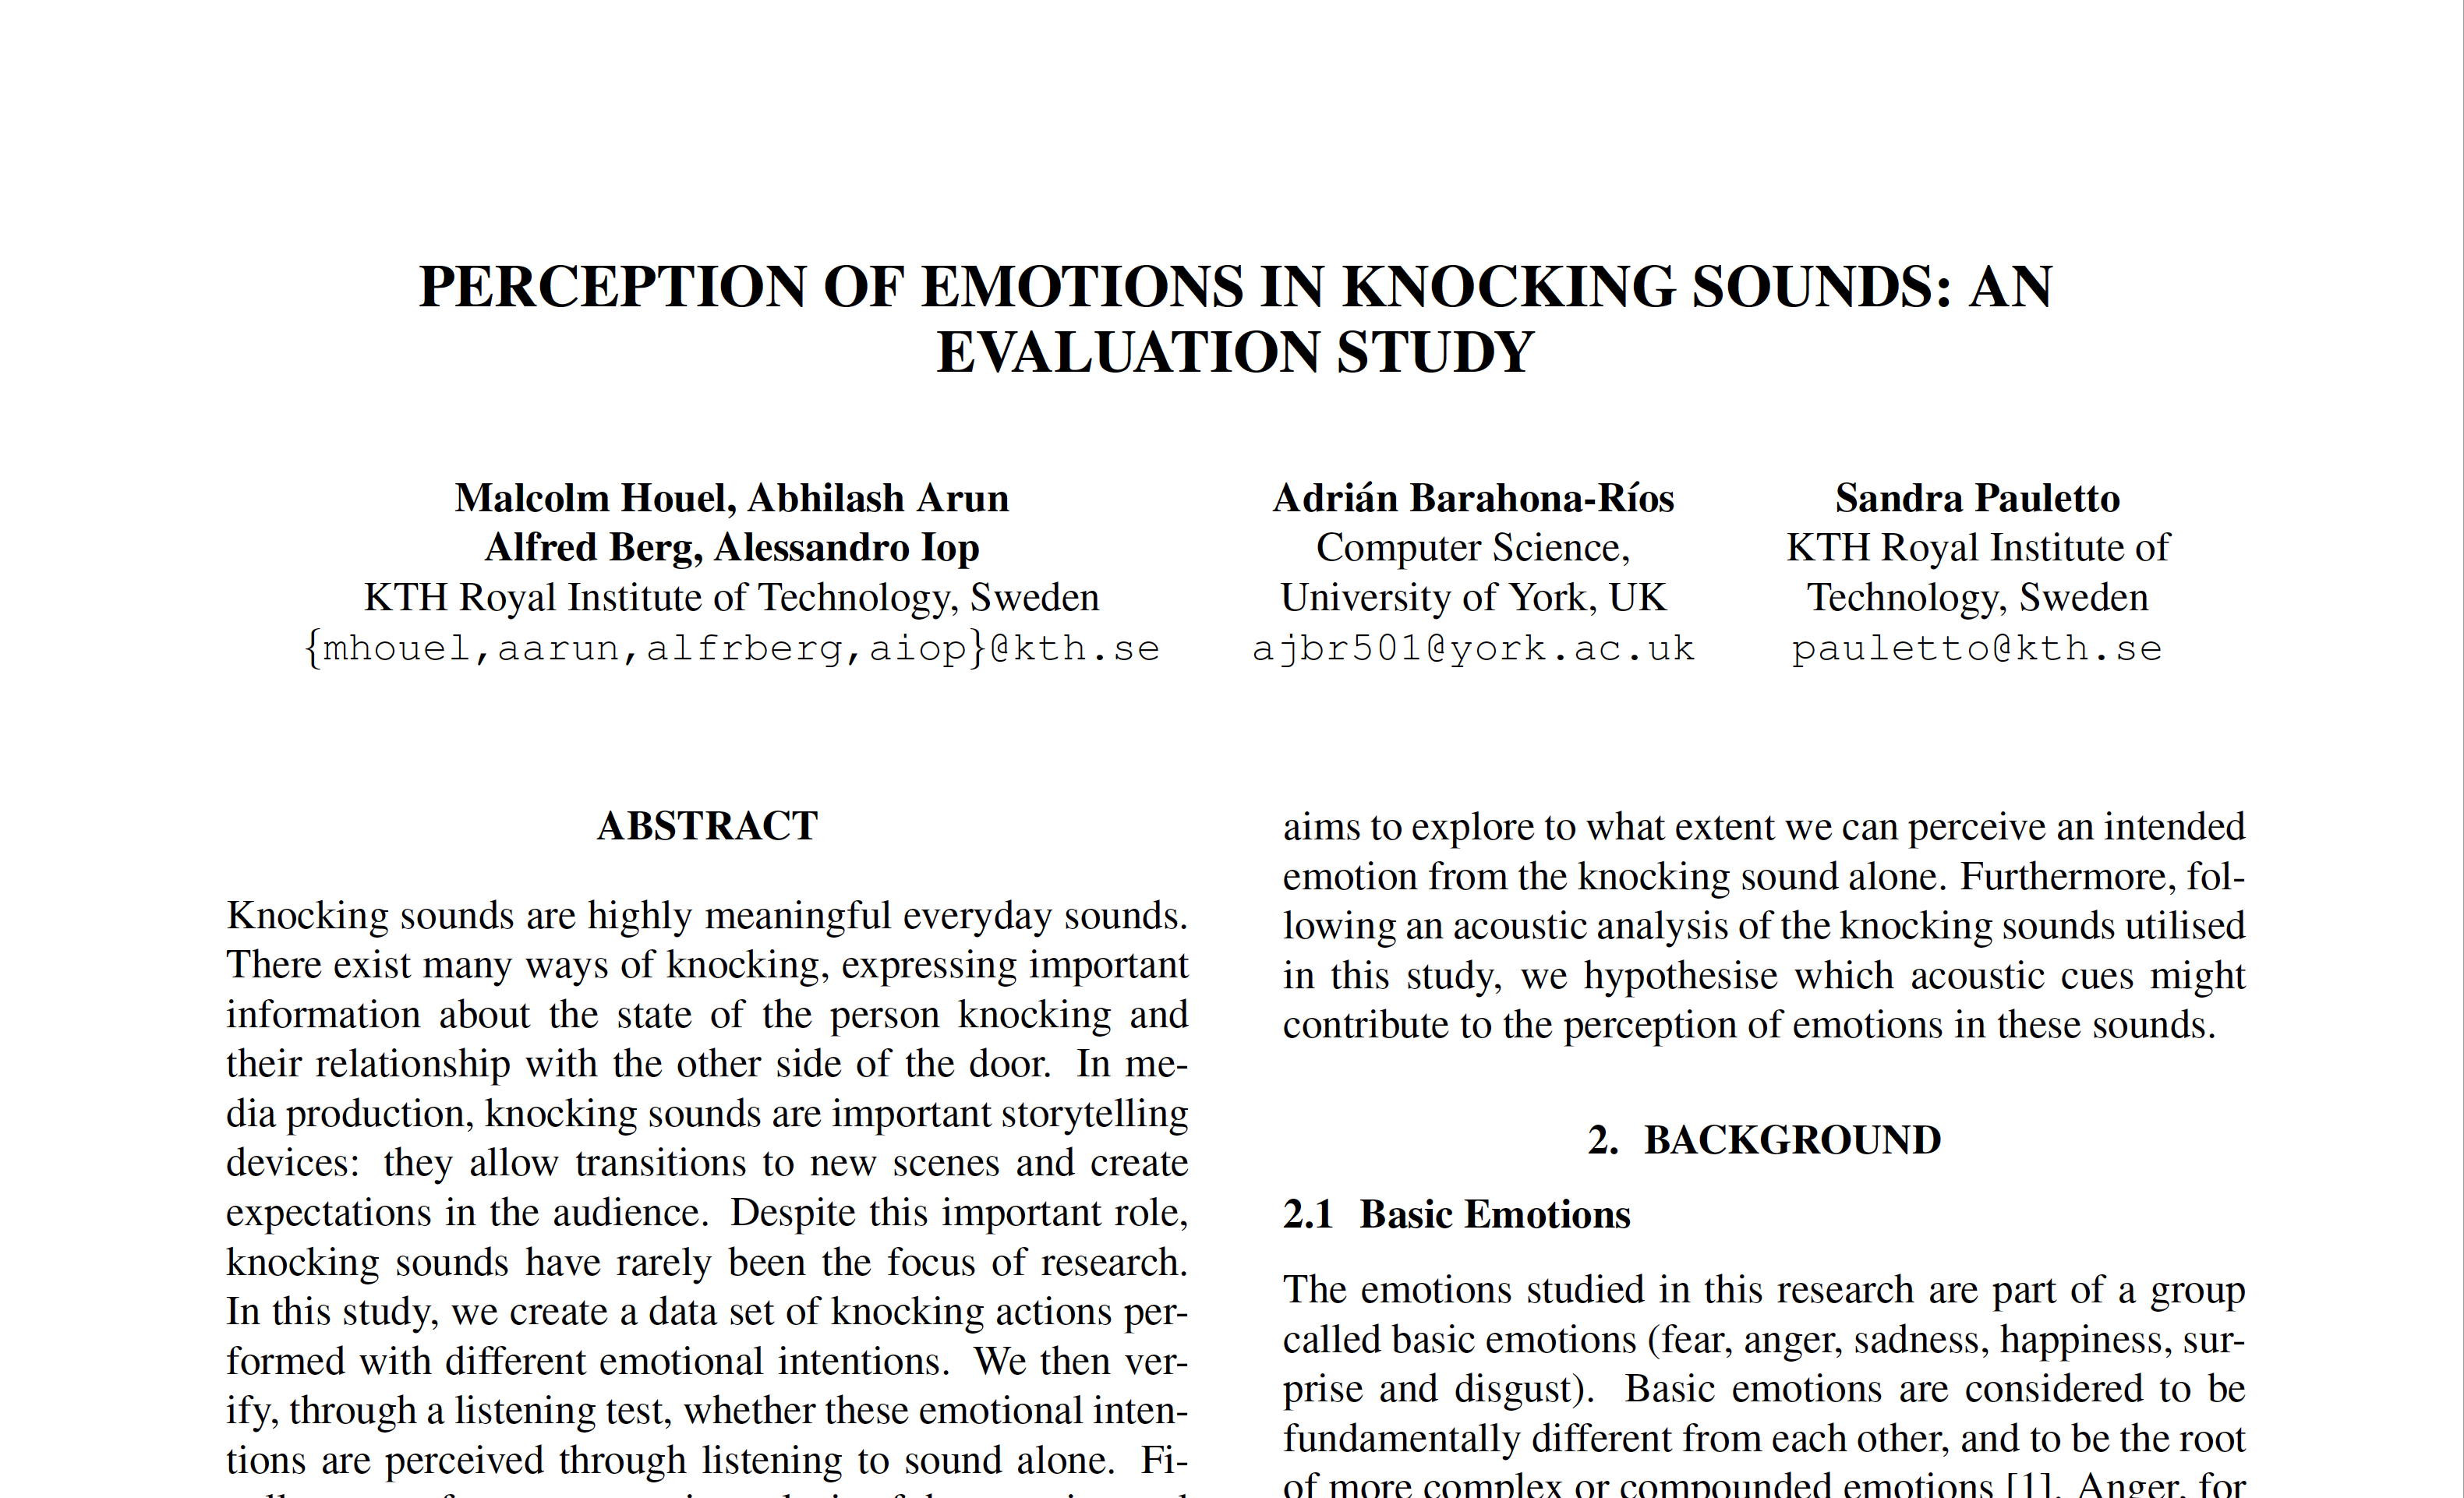 PERCEPTION OF EMOTIONS IN KNOCKING SOUNDS: AN
EVALUATION STUDY
Malcolm Houel, Abhilash Arun
Alfred Berg, Alessandro Iop
KTH Royal Institute of Technology, Sweden
{mhouel,aarun,alfrberg,aiop}@kth.se
Adrián Barahona-Ríos
Computer Science,
University of York, UK
ajbr501@york.ac.uk
Sandra Pauletto
KTH Royal Institute of
Technology, Sweden
pauletto@kth.se
ABSTRACT
Knocking sounds are highly meaningful everyday sounds.
There exist many ways of knocking, expressing important
information about the state of the person knocking and
their relationship with the other side of the door. In me-
dia production, knocking sounds are important storytelling
devices: they allow transitions to new scenes and create
expectations in the audience. Despite this important role,
knocking sounds have rarely been the focus of research.
In this study, we create a data set of knocking actions per-
formed with different emotional intentions. We then ver-
ify, through a listening test, whether these emotional inten-
tions are perceived through listening to sound alone. Fi-
aims to explore to what extent we can perceive an intended
emotion from the knocking sound alone. Furthermore, fol-
lowing an acoustic analysis of the knocking sounds utilised
in this study, we hypothesise which acoustic cues might
contribute to the perception of emotions in these sounds.
2. BACKGROUND
2.1 Basic Emotions
The emotions studied in this research are part of a group
called basic emotions (fear, anger, sadness, happiness, sur-
prise and disgust). Basic emotions are considered to be
fundamentally different from each other, and to be the root
of more complex or compounded emotions [1]. Anger, for